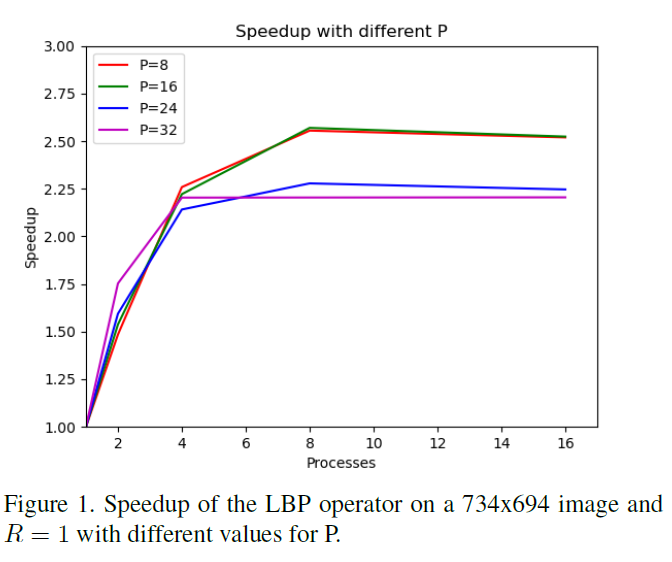 Speedup with different P
3.00
2.75
2.50
2.25
2.00
1.75
1.50
1.25
1.00
Speedup
P=8
P=16
P=24
P=32
2 4 6 8 10 12 14 16
Processes
Figure 1. Speedup of the LBP operator on a 734x694 image and
R = 1 with different values for P.